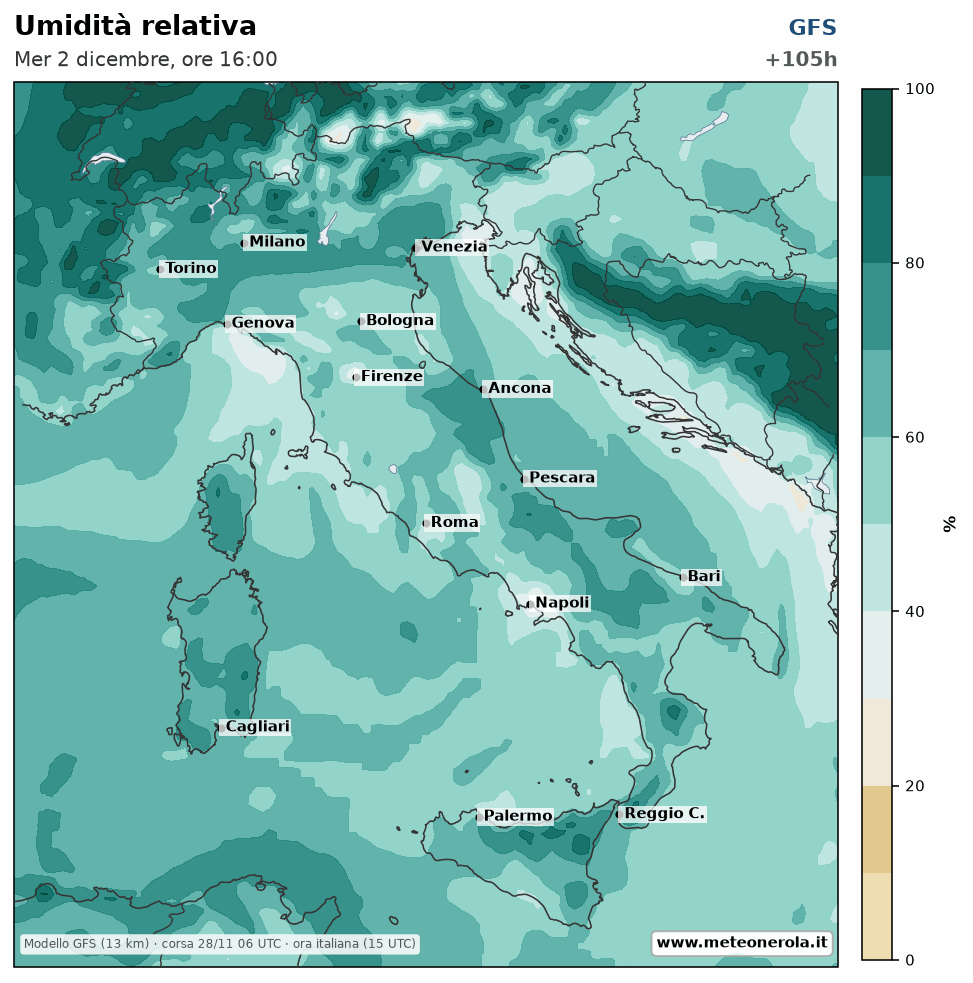 Umidità relativa
GFS
Mer 2 dicembre, ore 16:00
+105h
100
80
60
40
20
0
%
Milano
Venezia
Torino
Genova
Bologna
Firenze
Ancona
Pescara
Roma
Bari
Napoli
Cagliari
Palermo
Reggio C.
Modello GFS (13 km) · corsa 28/11 06 UTC · ora italiana (15 UTC)
www.meteonerola.it